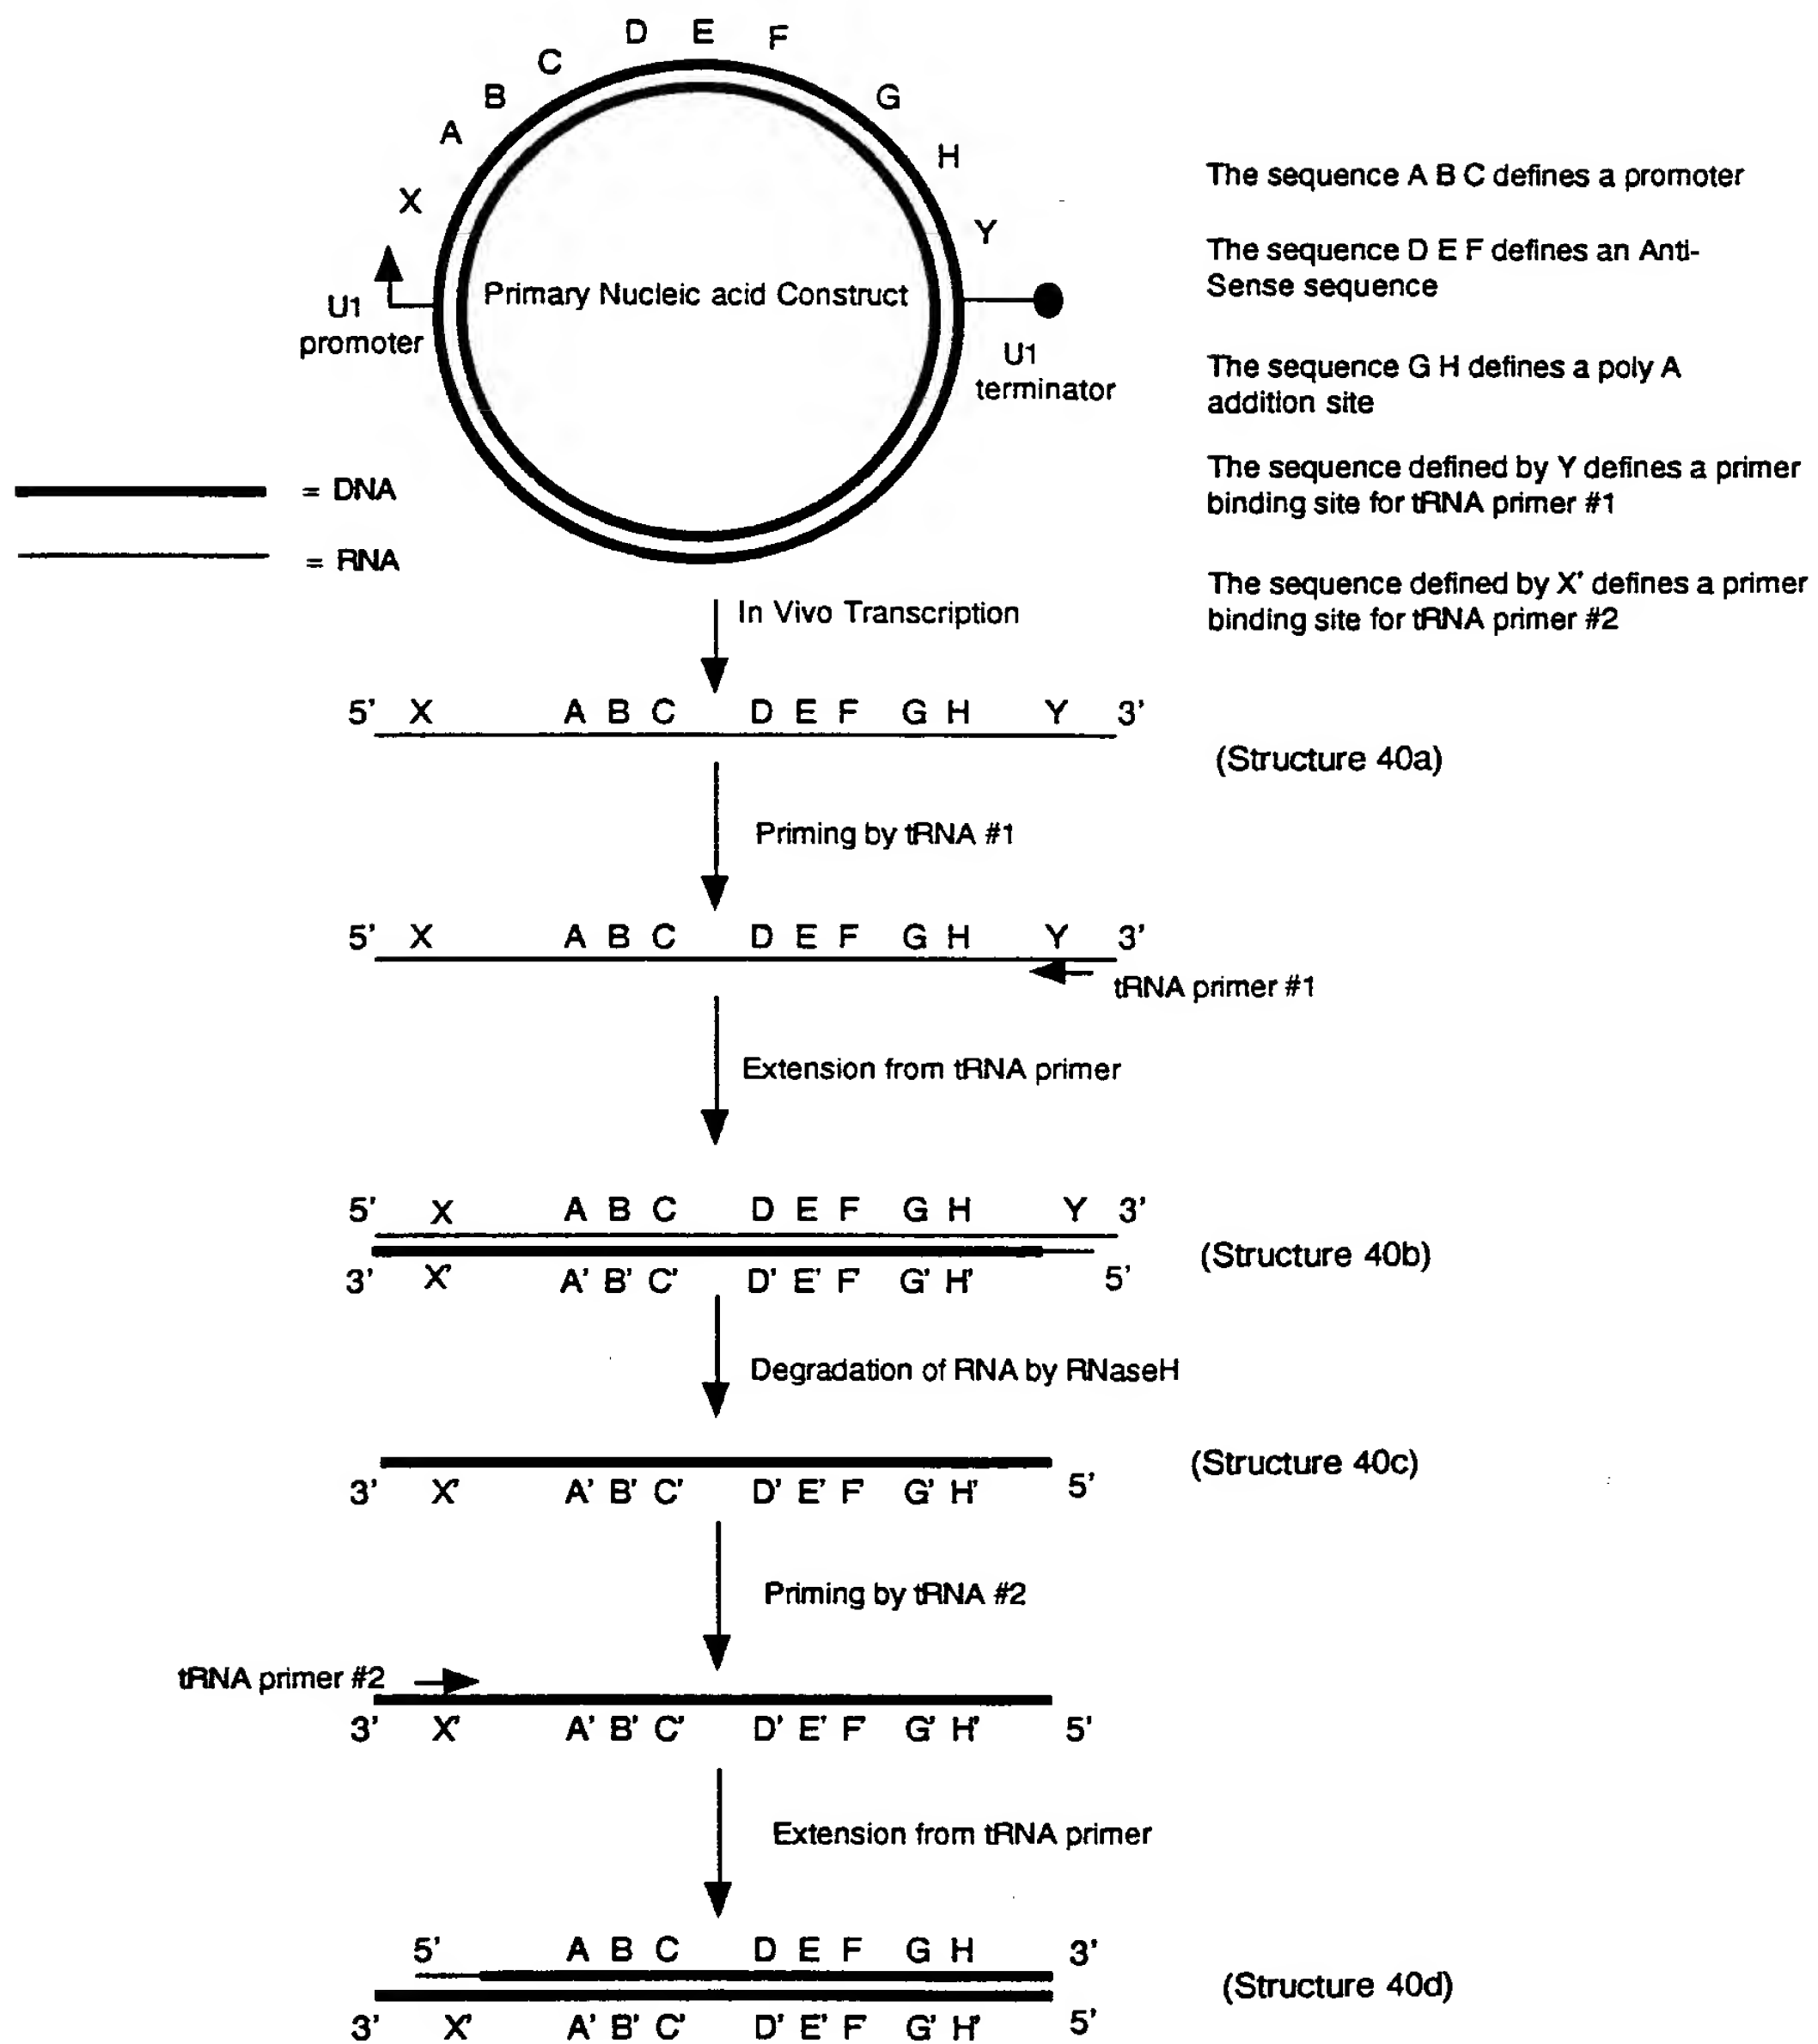 D E F
C
G
B
A
H
X
Y
The sequence A B C defines a promoter
The sequence D E F defines an Anti-
Sense sequence
Primary Nucleic acid Construct
U1
promoter
U1
terminator
The sequence G H defines a poly A
addition site
= DNA
The sequence defined by Y defines a primer
binding site for tRNA primer #1
= RNA
The sequence defined by X' defines a primer
binding site for tRNA primer #2
In Vivo Transcription
5' X A B C D E F G H Y 3'
(Structure 40a)
Priming by tRNA #1
5' X A B C D E F G H Y 3'
tRNA primer #1
Extension from tRNA primer
5' X A B C D E F G H Y 3'
(Structure 40b)
3' X' A' B' C' D' E' F' G' H' 5'
Degradation of RNA by RNaseH
(Structure 40c)
3' X' A' B' C' D' E' F' G' H' 5'
Priming by tRNA #2
tRNA primer #2
3' X' A' B' C' D' E' F' G' H' 5'
Extension from tRNA primer
5' A B C D E F G H 3'
(Structure 40d)
3' X' A' B' C' D' E' F' G' H' 5'